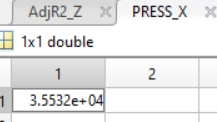 AdjR2_Z × PRESS_X ×
1x1 double
1 2
1 3.5532e+04